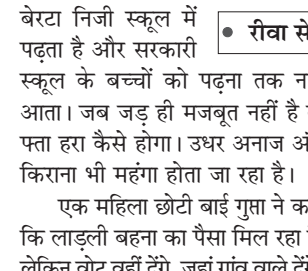 बेरटा निजी स्कूल में
पढ़ता है और सरकारी
• रीवा से
स्कूल के बच्चों को पढ़ना तक न
आता। जब जड़ ही मजबूत नहीं है
फ्ता हरा कैसे होगा। उधर अनाज
किराना भी महंगा होता जा रहा है।
एक महिला छोटी बाई गुप्ता ने क
कि लाड़ली बहना का पैसा मिल रहा
लेकिन वोट वहीं देंगे, जहां गांव वाले देंगे